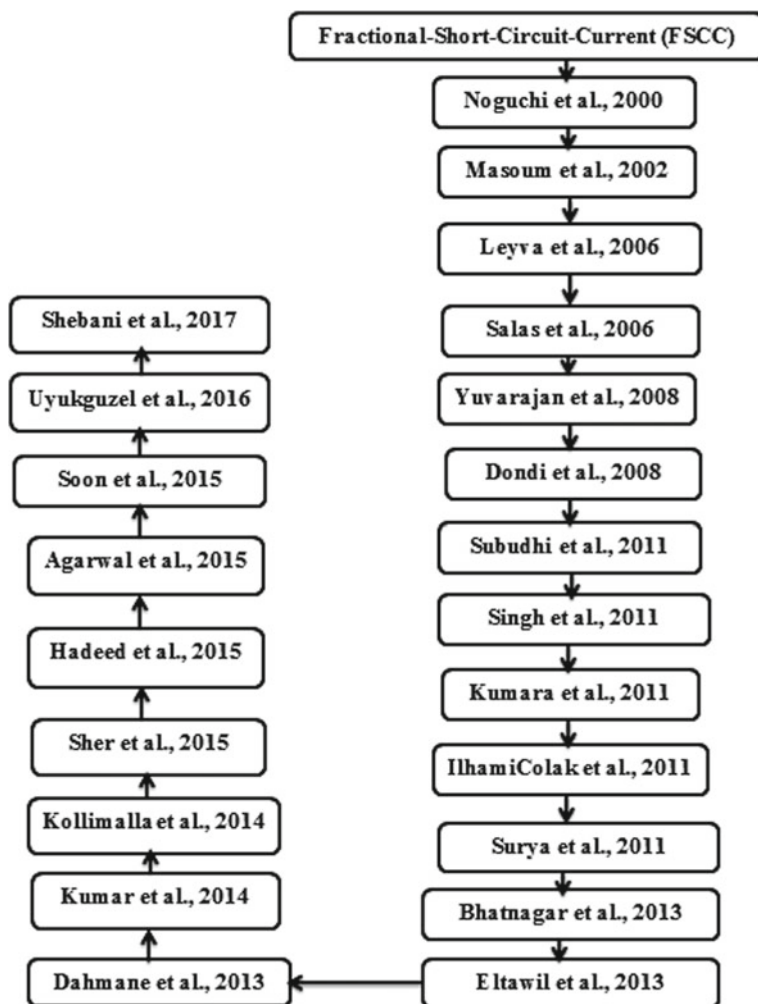 Fractional-Short-Circuit-Current (FSCC)
Noguchi et al., 2000
Masoum et al., 2002
Leyva et al., 2006
Salas et al., 2006
Yuvarajan et al., 2008
Dondi et al., 2008
Subudhi et al., 2011
Singh et al., 2011
Kumara et al., 2011
IlhamiColak et al., 2011
Surya et al., 2011
Bhatnagar et al., 2013
Eltawil et al., 2013
Dahmane et al., 2013
Kumar et al., 2014
Kollimalla et al., 2014
Sher et al., 2015
Hadeed et al., 2015
Agarwal et al., 2015
Soon et al., 2015
Uyukguzel et al., 2016
Shebani et al., 2017